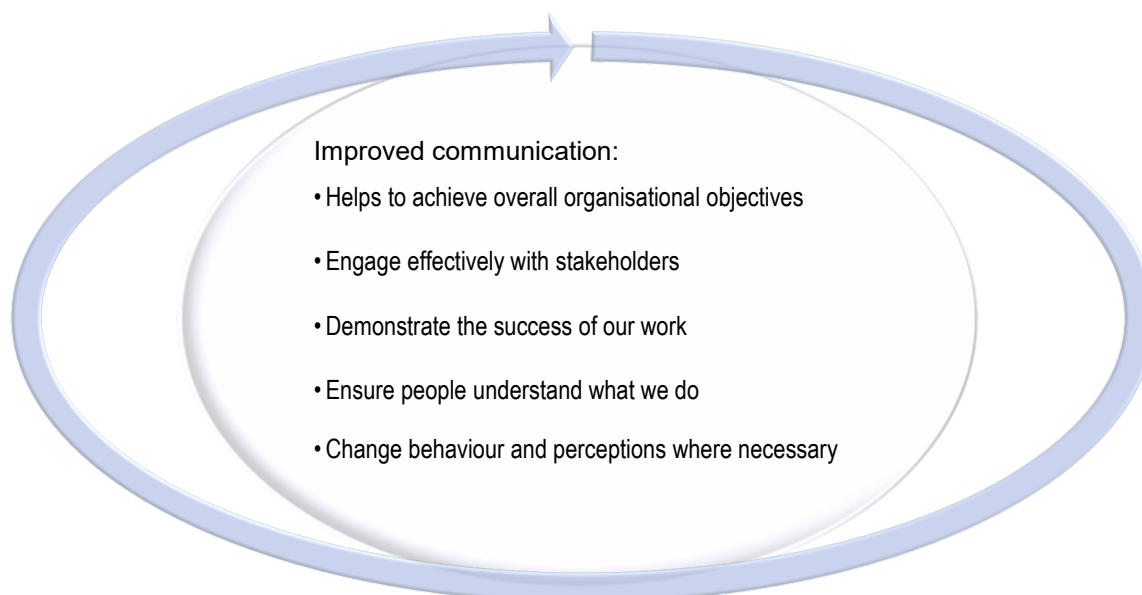 Improved communication:
• Helps to achieve overall organisational objectives
• Engage effectively with stakeholders
• Demonstrate the success of our work
• Ensure people understand what we do
• Change behaviour and perceptions where necessary